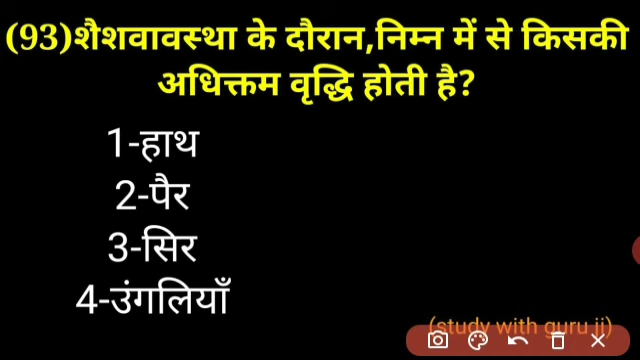 (93)शैशवावस्था के दौरान,निम्न में से किसकी
अधिक्तम वृद्धि होती है?
1-हाथ
2-पैर
3-सिर
4-उंगलियाँ
(study with guru ji)